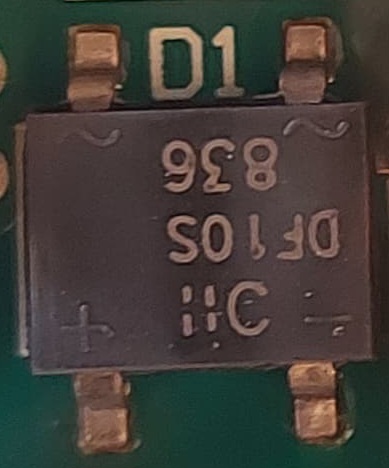 D1
- +
DF10S
836
~ ~